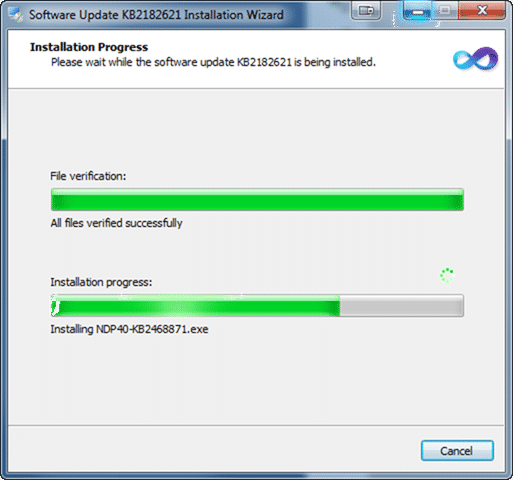 Software Update KB2182621 Installation Wizard
Installation Progress
Please wait while the software update KB2182621 is being installed.
File verification:
All files verified successfully
Installation progress:
Installing NDP40-KB2468871.exe
Cancel